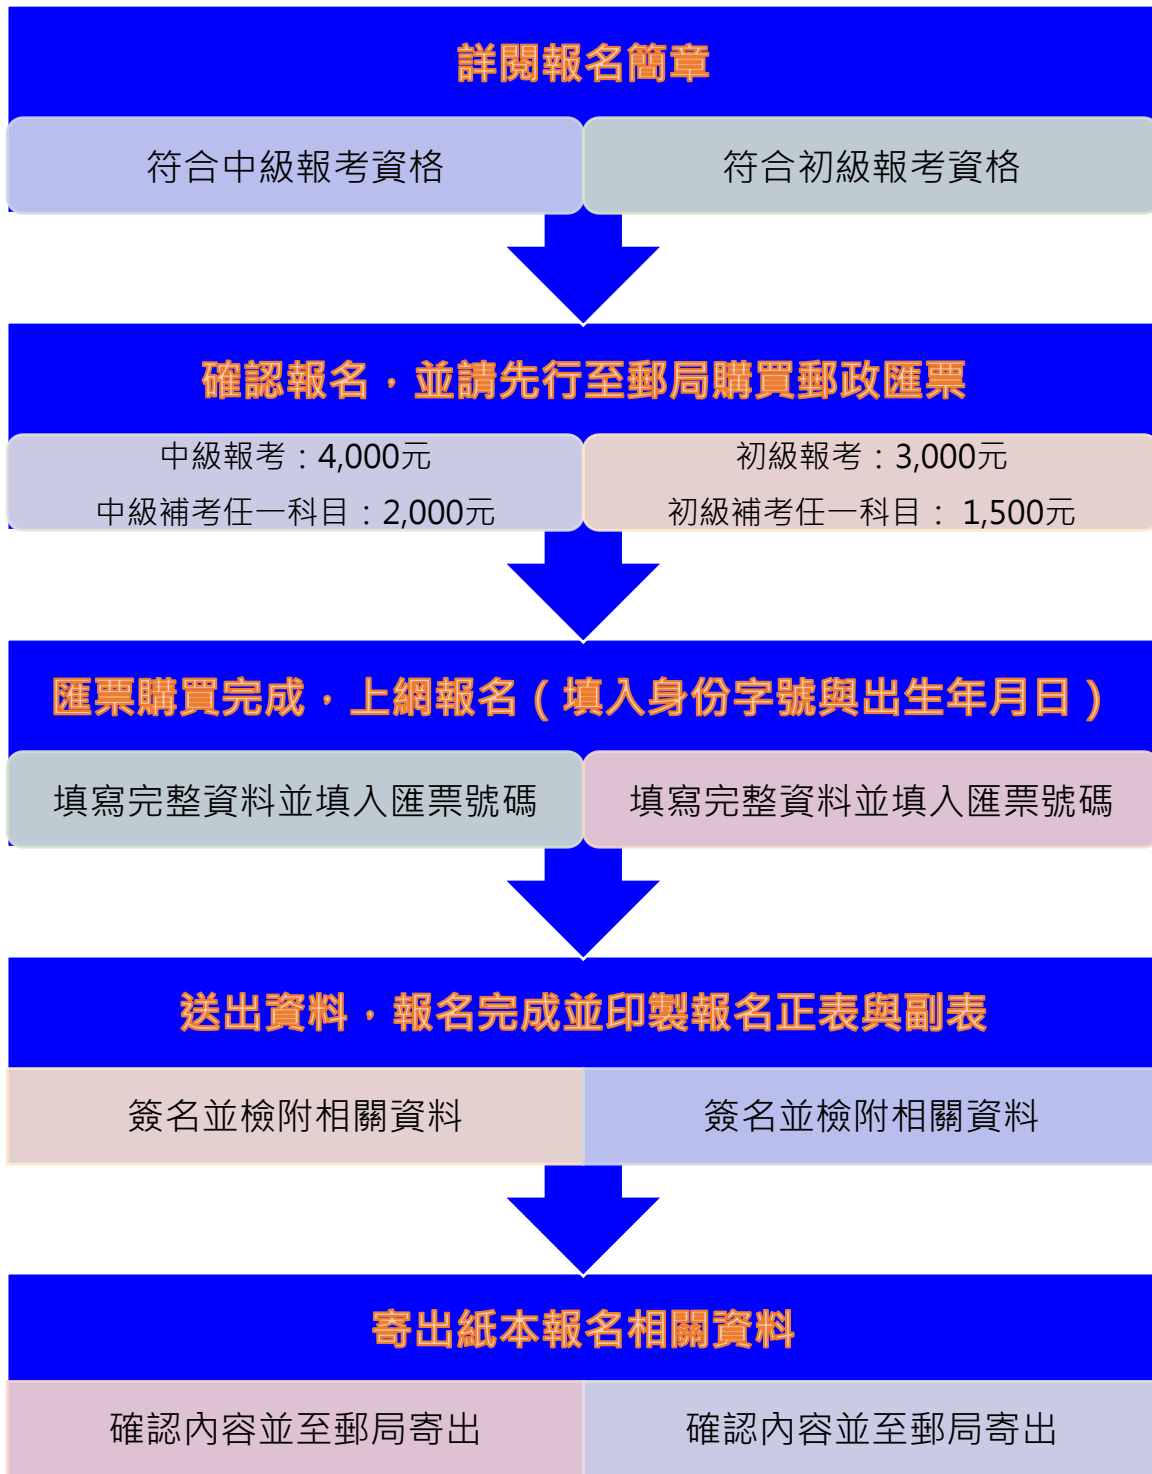 詳閱報名簡章
符合中級報考資格
符合初級報考資格
確認報名，並請先行至郵局購買郵政匯票
中級報考：4,000元
中級補考任一科目：2,000元
初級報考：3,000元
初級補考任一科目： 1,500元
匯票購買完成，上網報名（填入身份字號與出生年月日）
填寫完整資料並填入匯票號碼
填寫完整資料並填入匯票號碼
送出資料，報名完成並印製報名正表與副表
簽名並檢附相關資料
簽名並檢附相關資料
寄出紙本報名相關資料
確認內容並至郵局寄出
確認內容並至郵局寄出